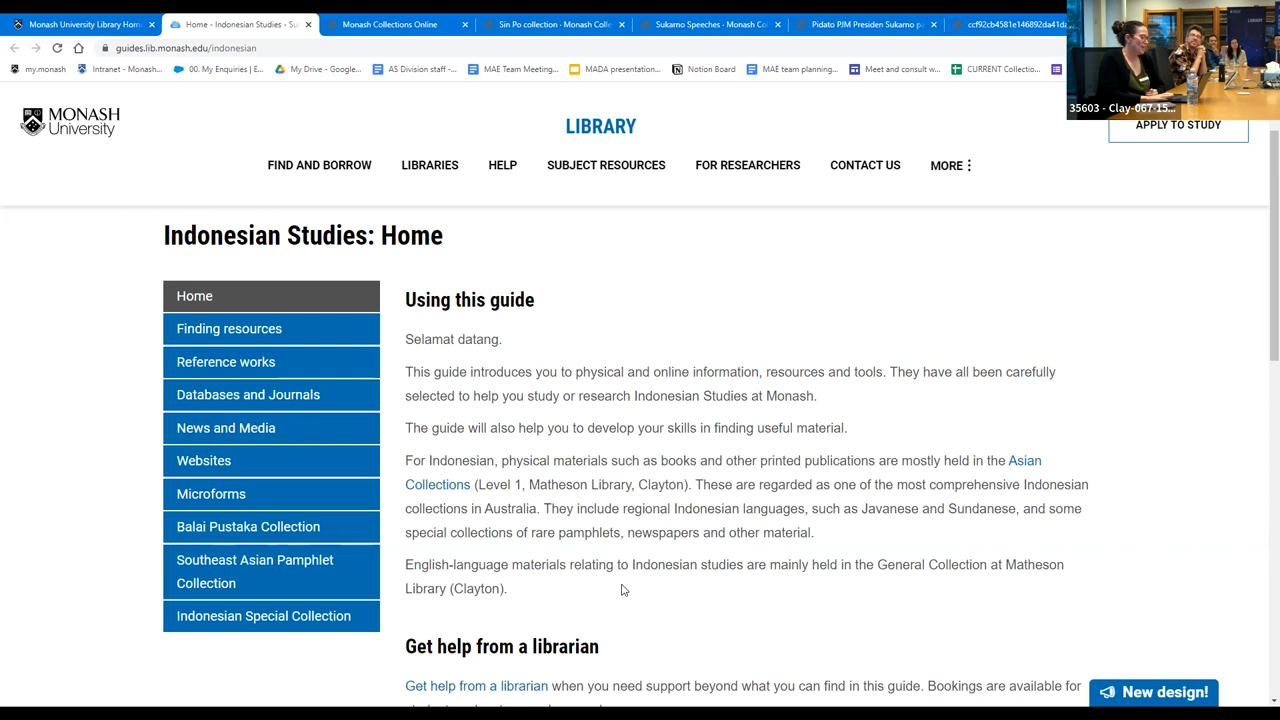 Monash University Library Hom
Home - Indonesian Studies - Su
Monash Collections Online
Sin Po collection - Monash Colle
Sukarno Speeches - Monash Co
Pidato PJM Presiden Sukarno pa
ccf92cb4581e146892da41da
guides.lib.monash.edu/indonesian
my.monash
Intranet - Monash...
00. My Enquiries | E...
My Drive - Google...
AS Division staff -...
MAE Team Meeting...
MADA presentation...
Notion Board
MAE team planning...
Meet and consult w...
CURRENT Collectio...
35603 - Clay-067-15...
MONASH
University
LIBRARY
APPLY TO STUDY
FIND AND BORROW
LIBRARIES
HELP
SUBJECT RESOURCES
FOR RESEARCHERS
CONTACT US
MORE
Indonesian Studies: Home
Home
Finding resources
Reference works
Databases and Journals
News and Media
Websites
Microforms
Balai Pustaka Collection
Southeast Asian Pamphlet
Collection
Indonesian Special Collection
Using this guide
Selamat datang.
This guide introduces you to physical and online information, resources and tools. They have all been carefully
selected to help you study or research Indonesian Studies at Monash.
The guide will also help you to develop your skills in finding useful material.
For Indonesian, physical materials such as books and other printed publications are mostly held in the Asian
Collections (Level 1, Matheson Library, Clayton). These are regarded as one of the most comprehensive Indonesian
collections in Australia. They include regional Indonesian languages, such as Javanese and Sundanese, and some
special collections of rare pamphlets, newspapers and other material.
English-language materials relating to Indonesian studies are mainly held in the General Collection at Matheson
Library (Clayton).
Get help from a librarian
Get help from a librarian when you need support beyond what you can find in this guide. Bookings are available for
New design!